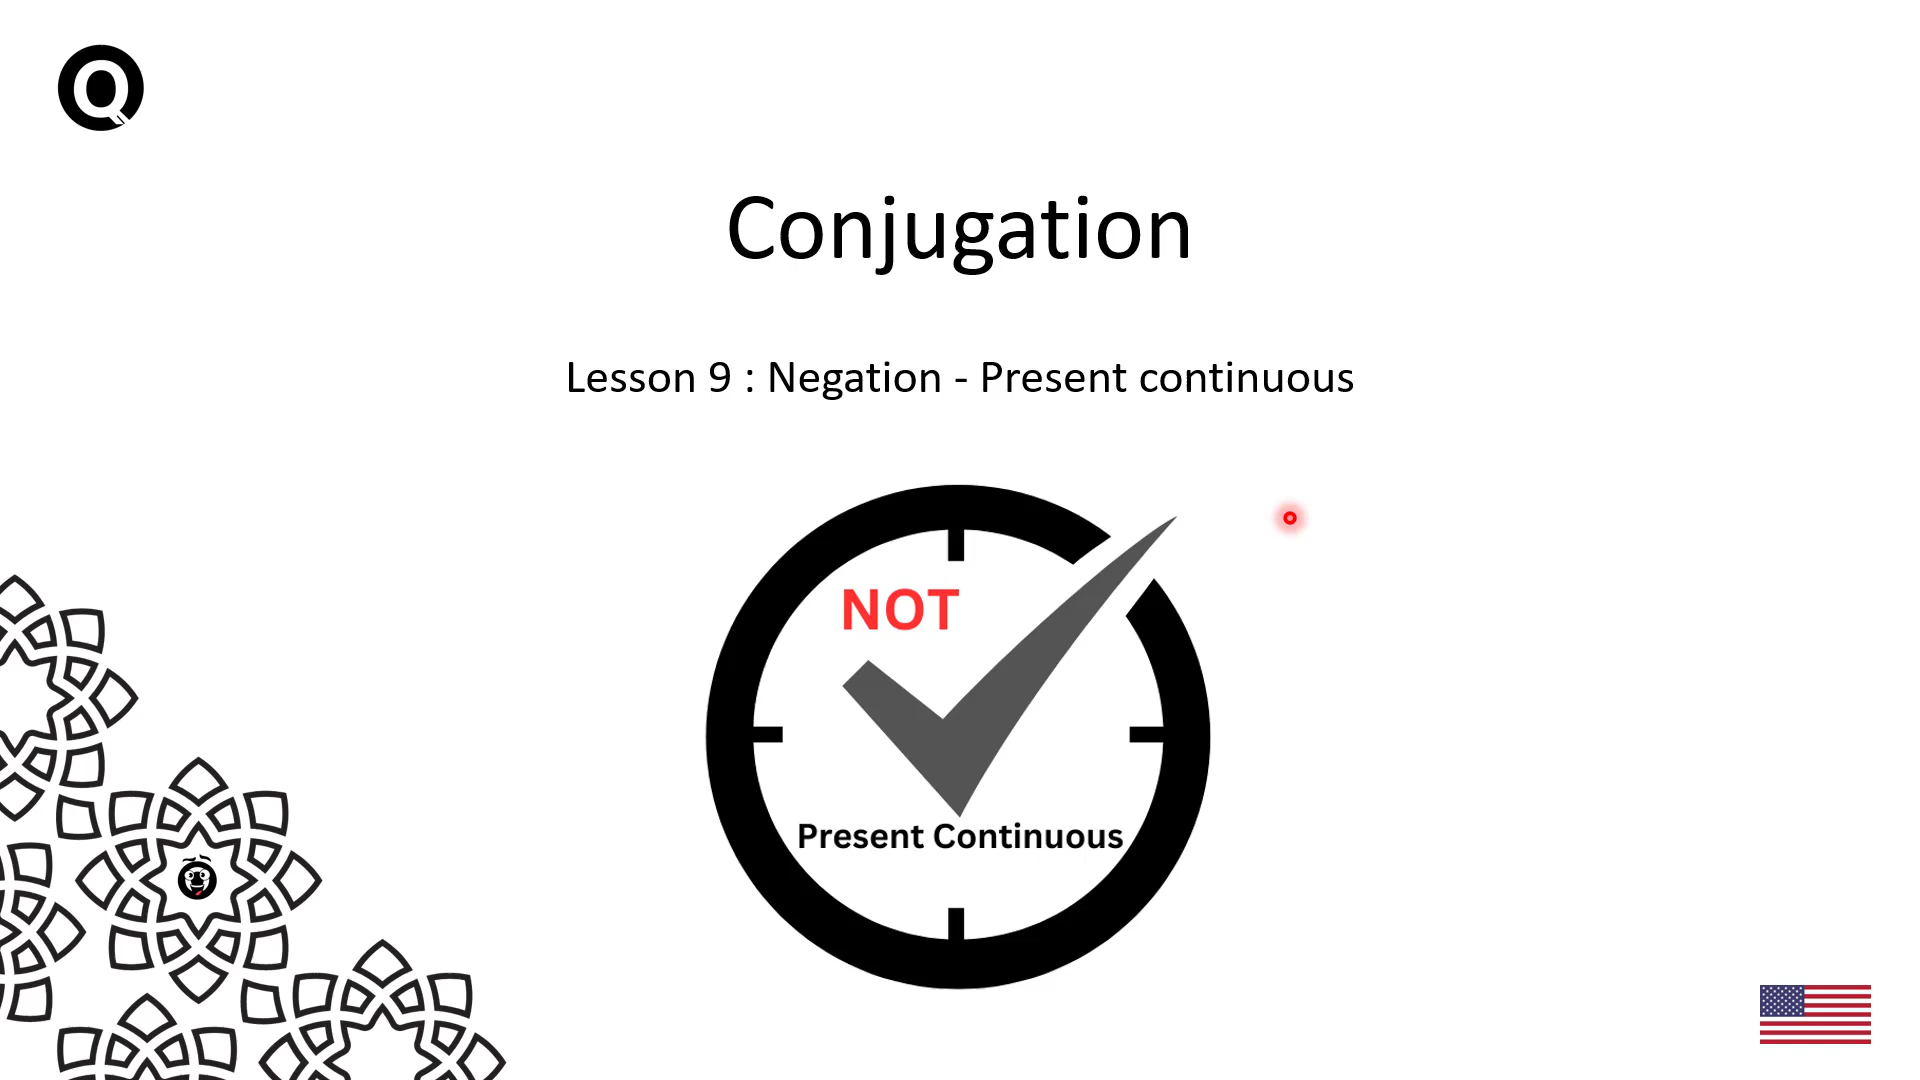 Q
Conjugation
Lesson 9 : Negation - Present continuous
NOT
Present Continuous